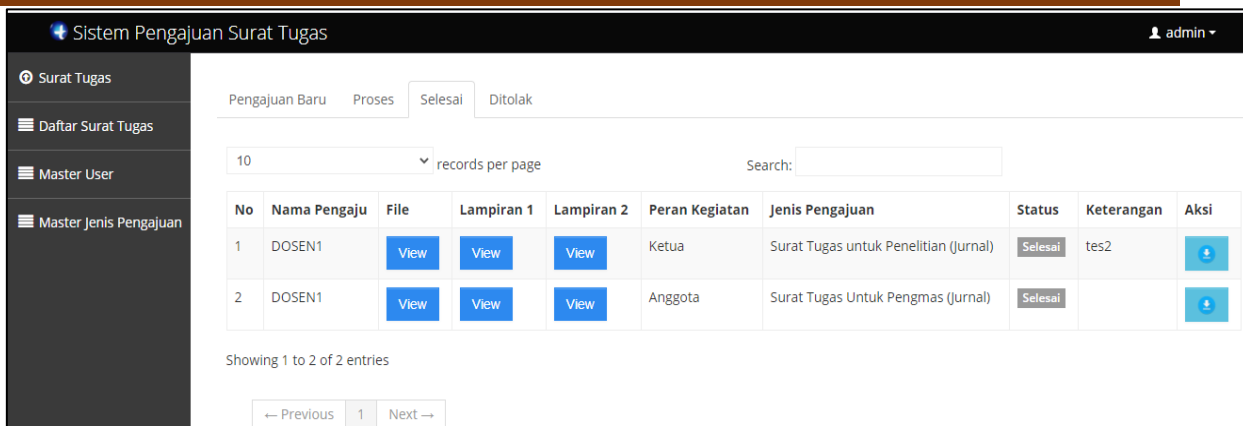 Sistem Pengajuan Surat Tugas admin
Surat Tugas
Daftar Surat Tugas
Master User
Master Jenis Pengajuan
Pengajuan Baru Proses Selesai Ditolak
10 records per page Search:
No Nama Pengaju File Lampiran 1 Lampiran 2 Peran Kegiatan Jenis Pengajuan Status Keterangan Aksi
1 DOSEN1 View View View Ketua Surat Tugas untuk Penelitian (Jurnal) Selesai tes2
2 DOSEN1 View View View Anggota Surat Tugas Untuk Pengmas (Jurnal) Selesai
Showing 1 to 2 of 2 entries
← Previous 1 Next →